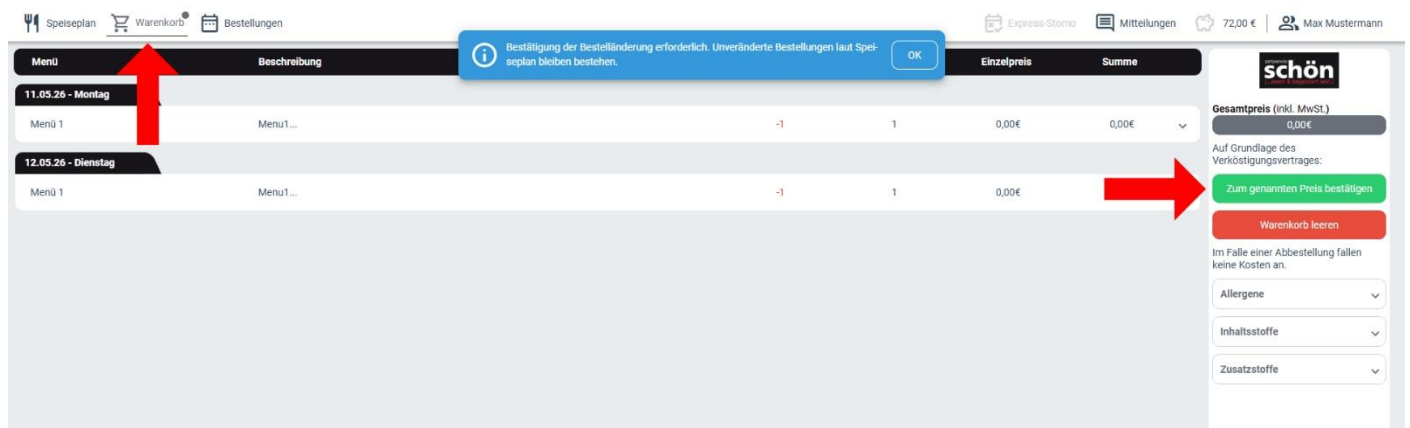 Speiseplan Warenkorb Bestellungen Express-Storno Mitteilungen 72,00 € Max Mustermann
Bestätigung der Bestelländerung erforderlich. Unveränderte Bestellungen laut Spei-
seplan bleiben bestehen.
OK
Menü Beschreibung Einzelpreis Summe
11.05.26 - Montag
Menü 1 Menu1... -1 1 0,00€ 0,00€
12.05.26 - Dienstag
Menü 1 Menu1... -1 1 0,00€
schön
Gesamtpreis (inkl. MwSt.)
0,00€
Auf Grundlage des
Verköstigungsvertrages:
Zum genannten Preis bestätigen
Warenkorb leeren
Im Falle einer Abbestellung fallen
keine Kosten an.
Allergene
Inhaltsstoffe
Zusatzstoffe